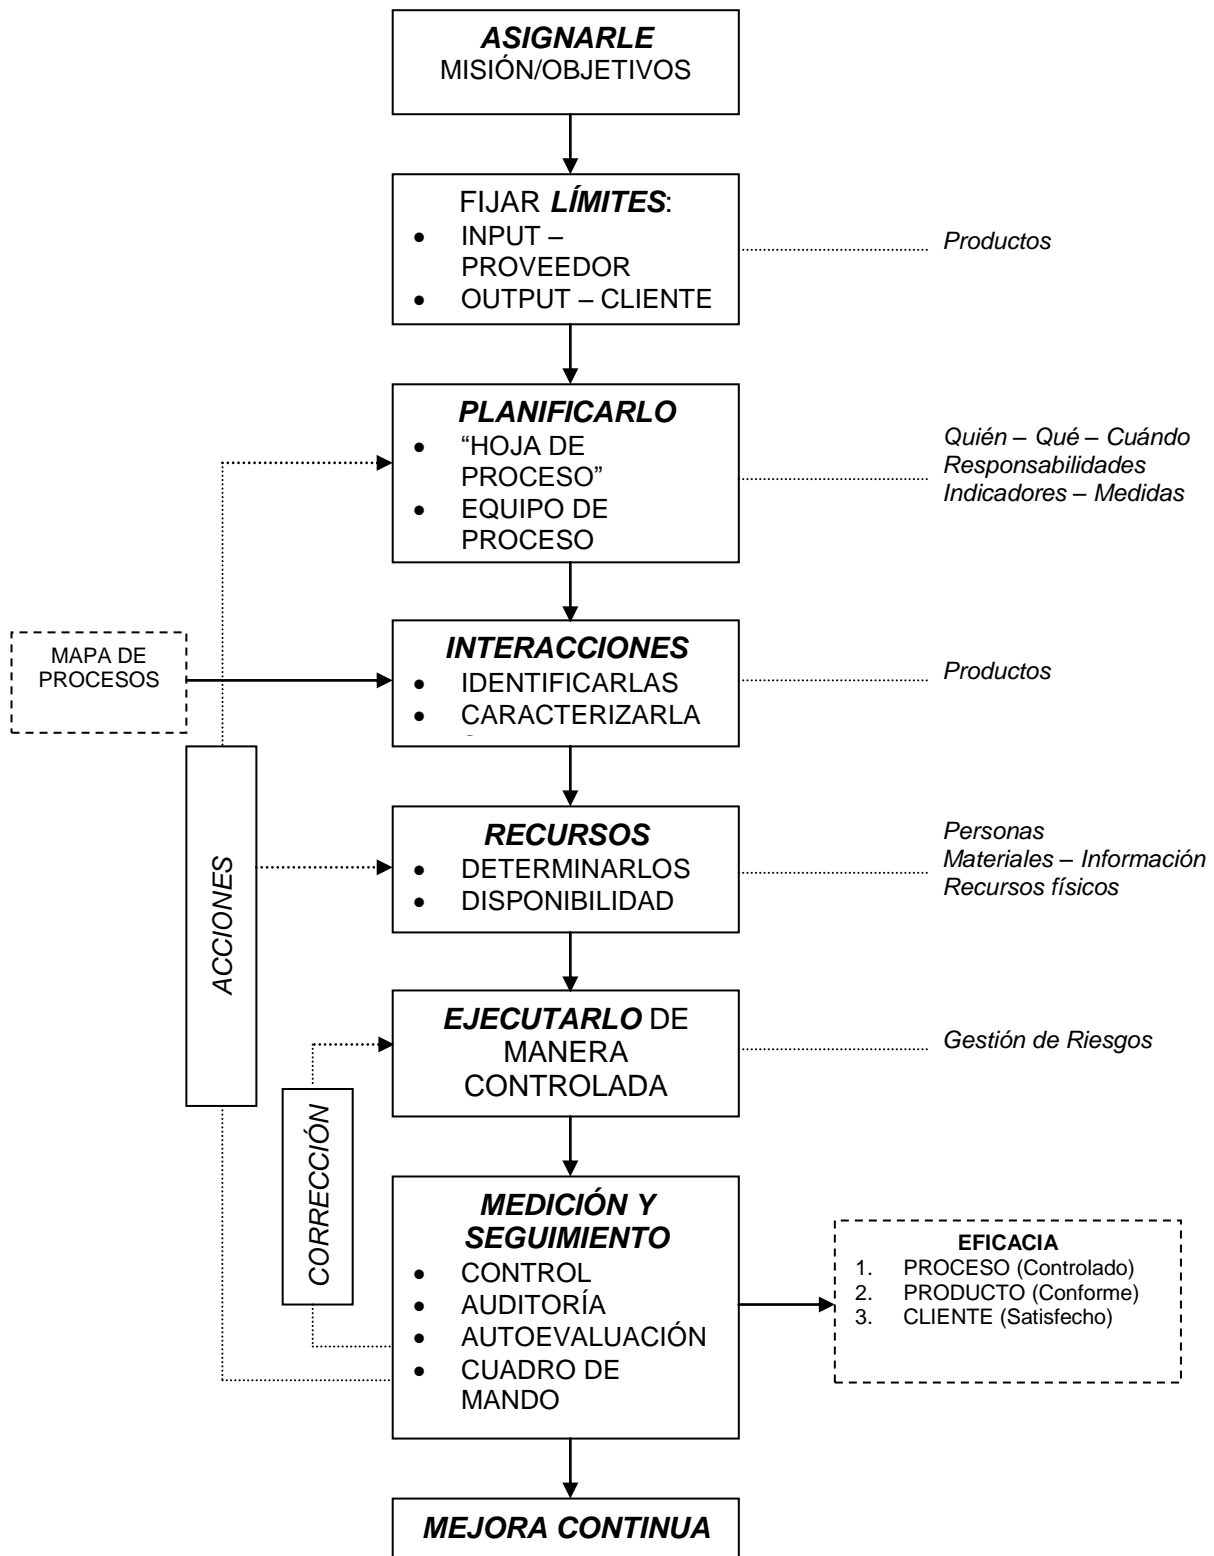 ASIGNARLE
MISIÓN/OBJETIVOS
FIJAR LÍMITES:
• INPUT –
PROVEEDOR
• OUTPUT – CLIENTE
Productos
PLANIFICARLO
• “HOJA DE
PROCESO”
• EQUIPO DE
PROCESO
Quién – Qué – Cuándo
Responsabilidades
Indicadores – Medidas
MAPA DE
PROCESOS
INTERACCIONES
• IDENTIFICARLAS
• CARACTERIZARLA
Productos
ACCIONES
RECURSOS
• DETERMINARLOS
• DISPONIBILIDAD
Personas
Materiales – Información
Recursos físicos
EJECUTARLO DE
MANERA
CONTROLADA
Gestión de Riesgos
CORRECCIÓN
MEDICIÓN Y
SEGUIMIENTO
• CONTROL
• AUDITORÍA
• AUTOEVALUACIÓN
• CUADRO DE
MANDO
EFICACIA
1. PROCESO (Controlado)
2. PRODUCTO (Conforme)
3. CLIENTE (Satisfecho)
MEJORA CONTINUA